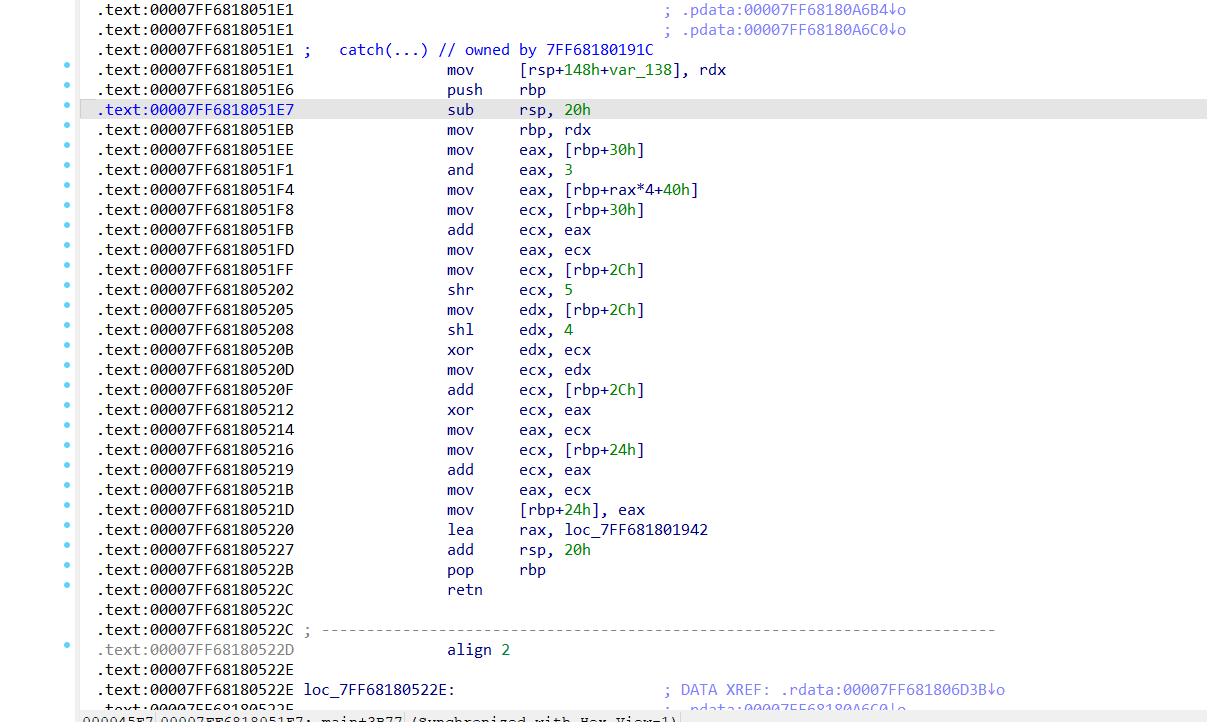 .text:00007FF6818051E1 ; .pdata:00007FF68180A6B4↓o
.text:00007FF6818051E1 ; .pdata:00007FF68180A6C0↓o
.text:00007FF6818051E1 ; catch(...) // owned by 7FF68180191C
.text:00007FF6818051E1 mov [rsp+148h+var_138], rdx
.text:00007FF6818051E6 push rbp
.text:00007FF6818051E7 sub rsp, 20h
.text:00007FF6818051EB mov rbp, rdx
.text:00007FF6818051EE mov eax, [rbp+30h]
.text:00007FF6818051F1 and eax, 3
.text:00007FF6818051F4 mov eax, [rbp+rax*4+40h]
.text:00007FF6818051F8 mov ecx, [rbp+30h]
.text:00007FF6818051FB add ecx, eax
.text:00007FF6818051FD mov eax, ecx
.text:00007FF6818051FF mov ecx, [rbp+2Ch]
.text:00007FF681805202 shr ecx, 5
.text:00007FF681805205 mov edx, [rbp+2Ch]
.text:00007FF681805208 shl edx, 4
.text:00007FF68180520B xor edx, ecx
.text:00007FF68180520D mov ecx, edx
.text:00007FF68180520F add ecx, [rbp+2Ch]
.text:00007FF681805212 xor ecx, eax
.text:00007FF681805214 mov eax, ecx
.text:00007FF681805216 mov ecx, [rbp+24h]
.text:00007FF681805219 add ecx, eax
.text:00007FF68180521B mov eax, ecx
.text:00007FF68180521D mov [rbp+24h], eax
.text:00007FF681805220 lea rax, loc_7FF681801942
.text:00007FF681805227 add rsp, 20h
.text:00007FF68180522B pop rbp
.text:00007FF68180522C retn
.text:00007FF68180522C
.text:00007FF68180522C ; ---------------------------------------------------------------------------
.text:00007FF68180522D align 2
.text:00007FF68180522E
.text:00007FF68180522E loc_7FF68180522E: ; DATA XREF: .rdata:00007FF681806D3B↓o
.text:00007FF68180522E ; .pdata:00007FF68180A6C0↓o
000045E7 00007FF6818051E7: main+3B77 (Synchronized with Hex View-1)